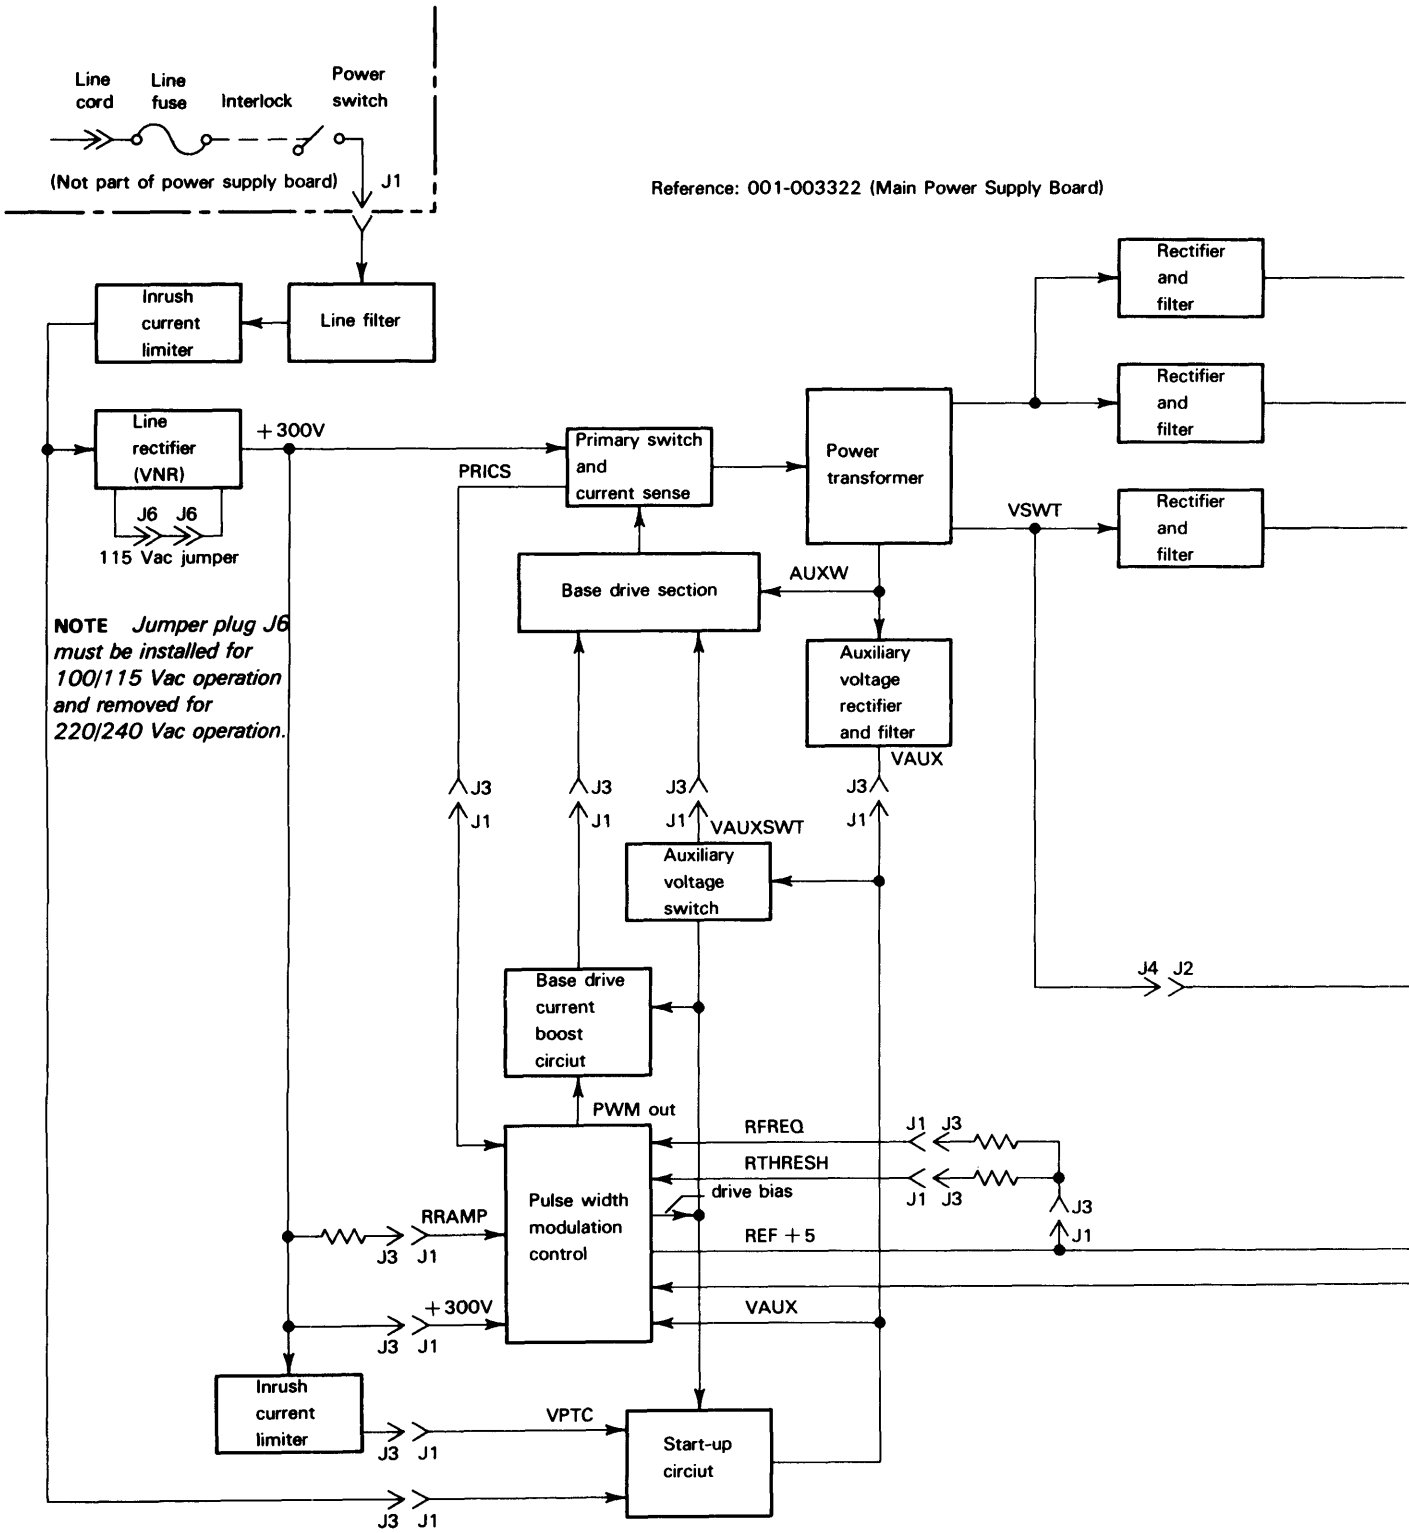 Line
cord
Line
fuse
Interlock
Power
switch
(Not part of power supply board)
J1
Reference: 001-003322 (Main Power Supply Board)
Rectifier
and
filter
Inrush
current
limiter
Line filter
Rectifier
and
filter
Line
rectifier
(VNR)
+300V
Primary switch
and
current sense
PRICS
Power
transformer
VSWT
Rectifier
and
filter
J6 J6
115 Vac jumper
Base drive section
AUXW
NOTE Jumper plug J6
must be installed for
100/115 Vac operation
and removed for
220/240 Vac operation.
Auxiliary
voltage
rectifier
and filter
VAUX
J3
J1
J3
J1
J3
J1
VAUXSWT
J3
J1
Auxiliary
voltage
switch
J4 J2
Base drive
current
boost
circiut
PWM out
RFREQ
J1 J3
RTHRESH
J1 J3
drive bias
J3
J1
Pulse width
modulation
control
RRAMP
J3 J1
REF +5
+300V
J3 J1
VAUX
Inrush
current
limiter
J3 J1
VPTC
Start-up
circiut
J3 J1